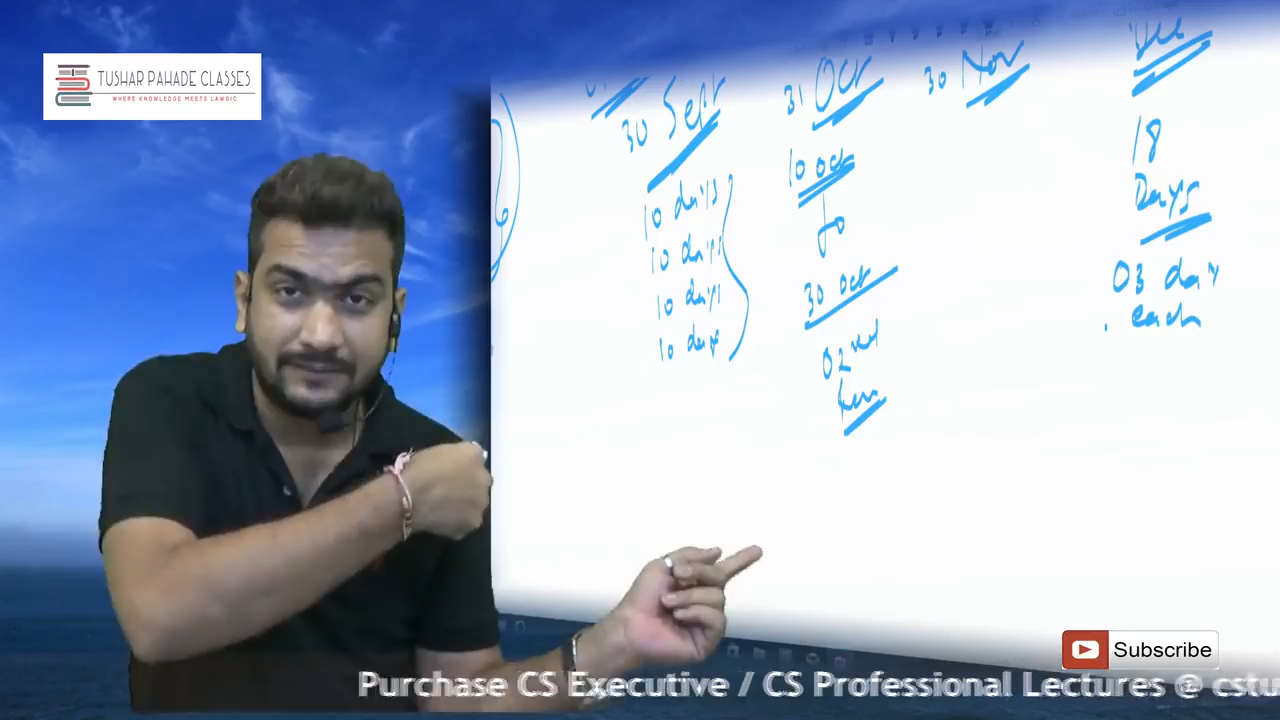 TUSHAR PAHADE CLASSES
WHERE KNOWLEDGE MEETS LAWGIC
30 Sept
10 days
10 days
10 days
10 days
31 Oct
10 Oct
to
30 Oct
02nd
30 Nov
Dec
18
Days
03 days
each
Subscribe
Purchase CS Executive / CS Professional Lectures @ cstu